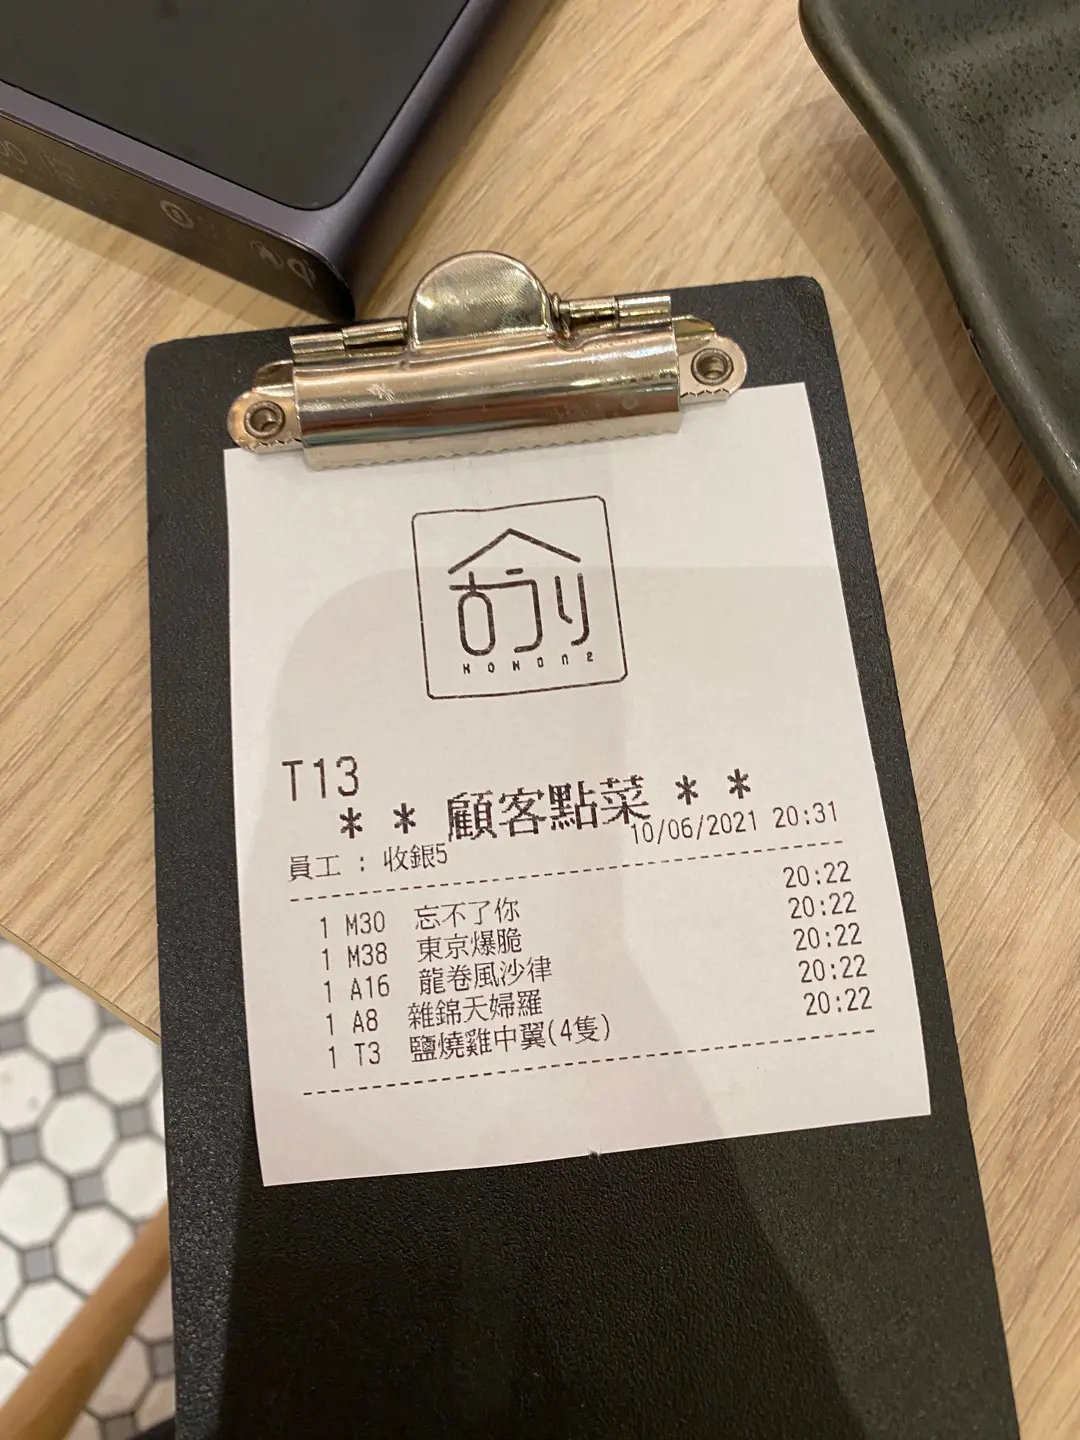 KOKON2
T13
* * 顧客點菜 * *
10/06/2021 20:31
員工 : 收銀5
1 M30 忘不了你 20:22
1 M38 東京爆脆 20:22
1 A16 龍卷風沙律 20:22
1 A8 雜錦天婦羅 20:22
1 T3 鹽燒雞中翼(4隻) 20:22